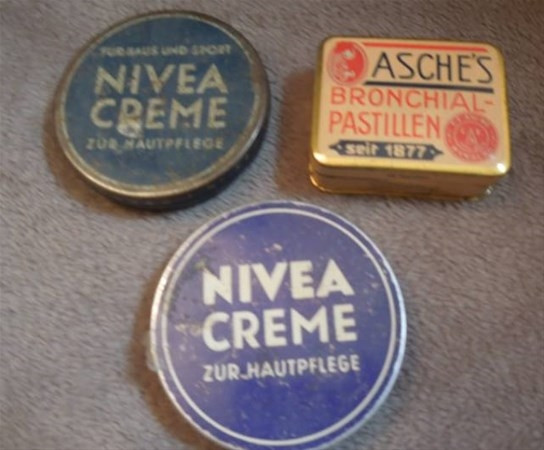 FÜR HAUS UND SPORT
NIVEA
CREME
ZUR HAUTPFLEGE
ASCHE'S
BRONCHIAL-
PASTILLEN
seit 1877
NIVEA
CREME
ZUR HAUTPFLEGE